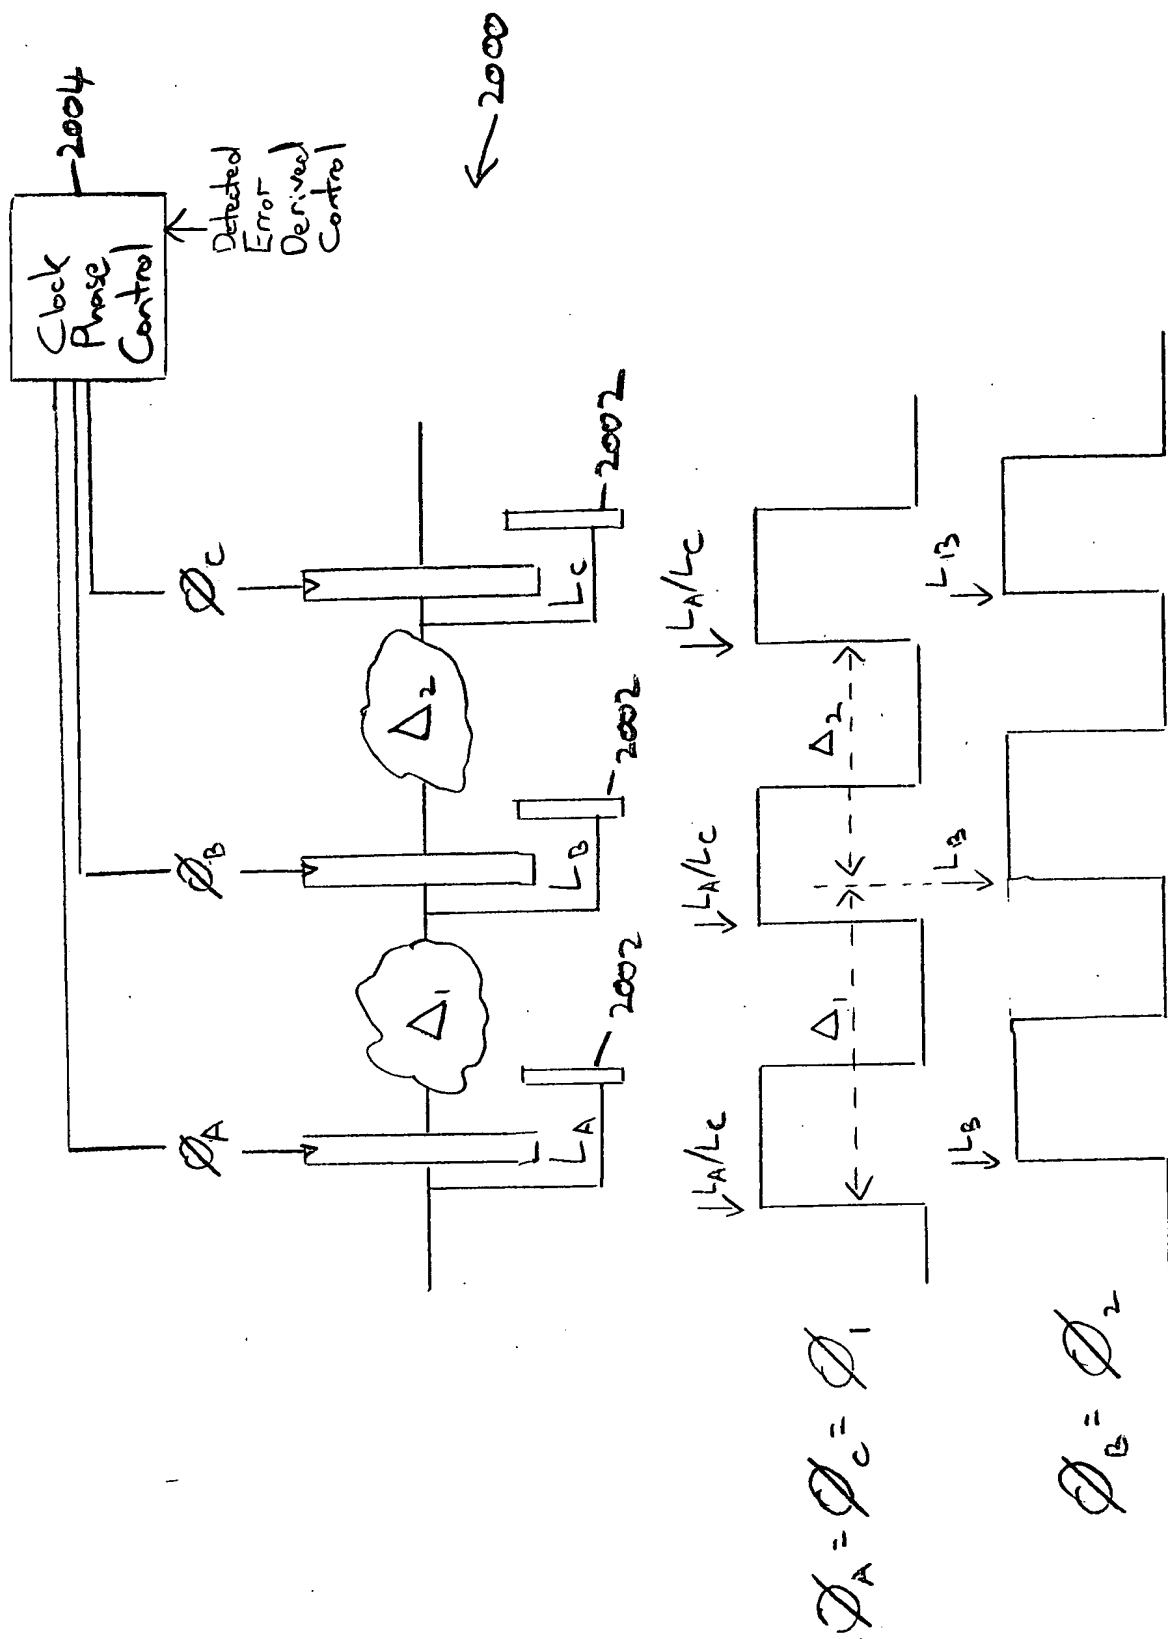 Clock
Phase
Control
2004
Detected
Error
Derived
Control
2000
ØA
ØB
ØC
Δ1
Δ2
LA
LB
LC
2002
2002
2002
ØA = ØC = Ø1
LA/LC
LA/LC
LA/LC
Δ1
Δ2
ØB = Ø2
LB
LB
LB